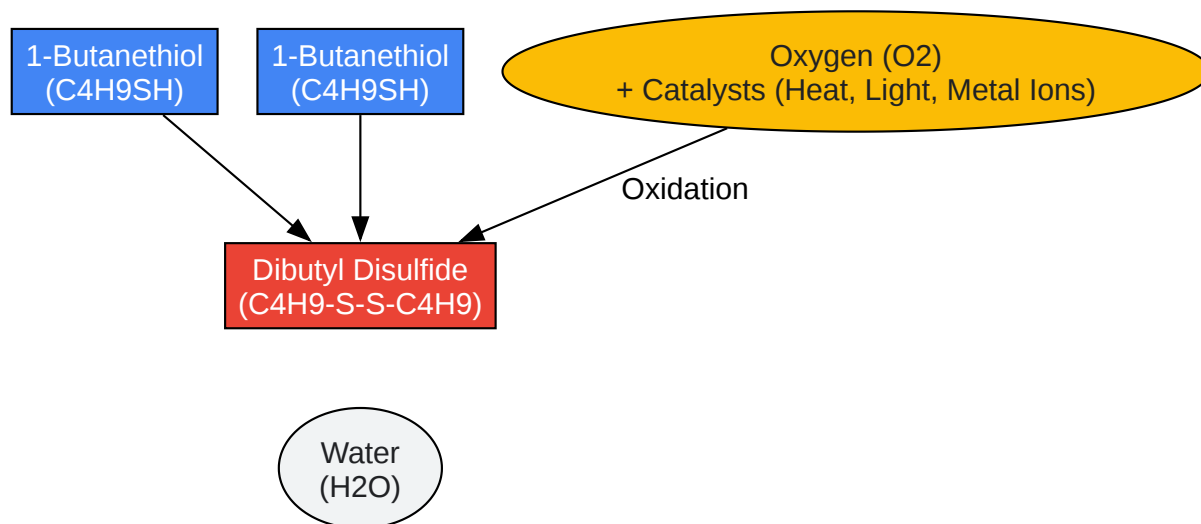 1-Butanethiol
(C4H9SH)
1-Butanethiol
(C4H9SH)
Oxygen (O2)
+ Catalysts (Heat, Light, Metal Ions)
Oxidation
Dibutyl Disulfide
(C4H9-S-S-C4H9)
Water
(H2O)